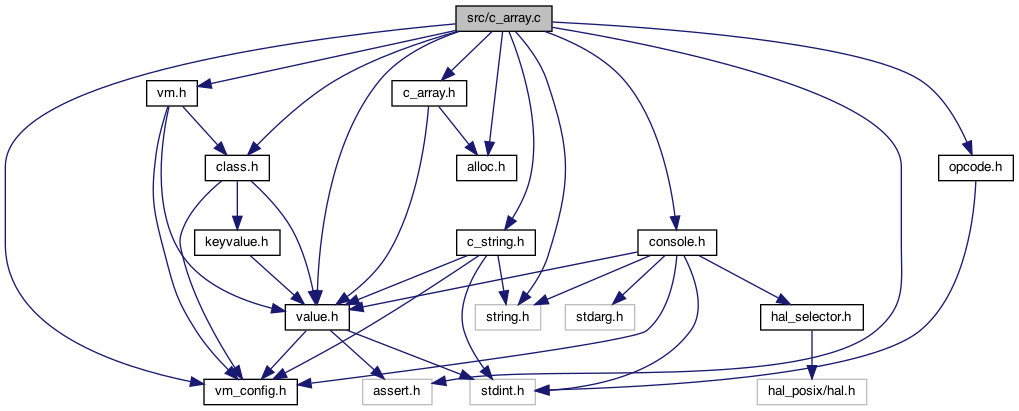 src/c_array.c
vm.h
c_array.h
class.h
alloc.h
opcode.h
keyvalue.h
c_string.h
console.h
value.h
string.h
stdarg.h
hal_selector.h
vm_config.h
assert.h
stdint.h
hal_posix/hal.h